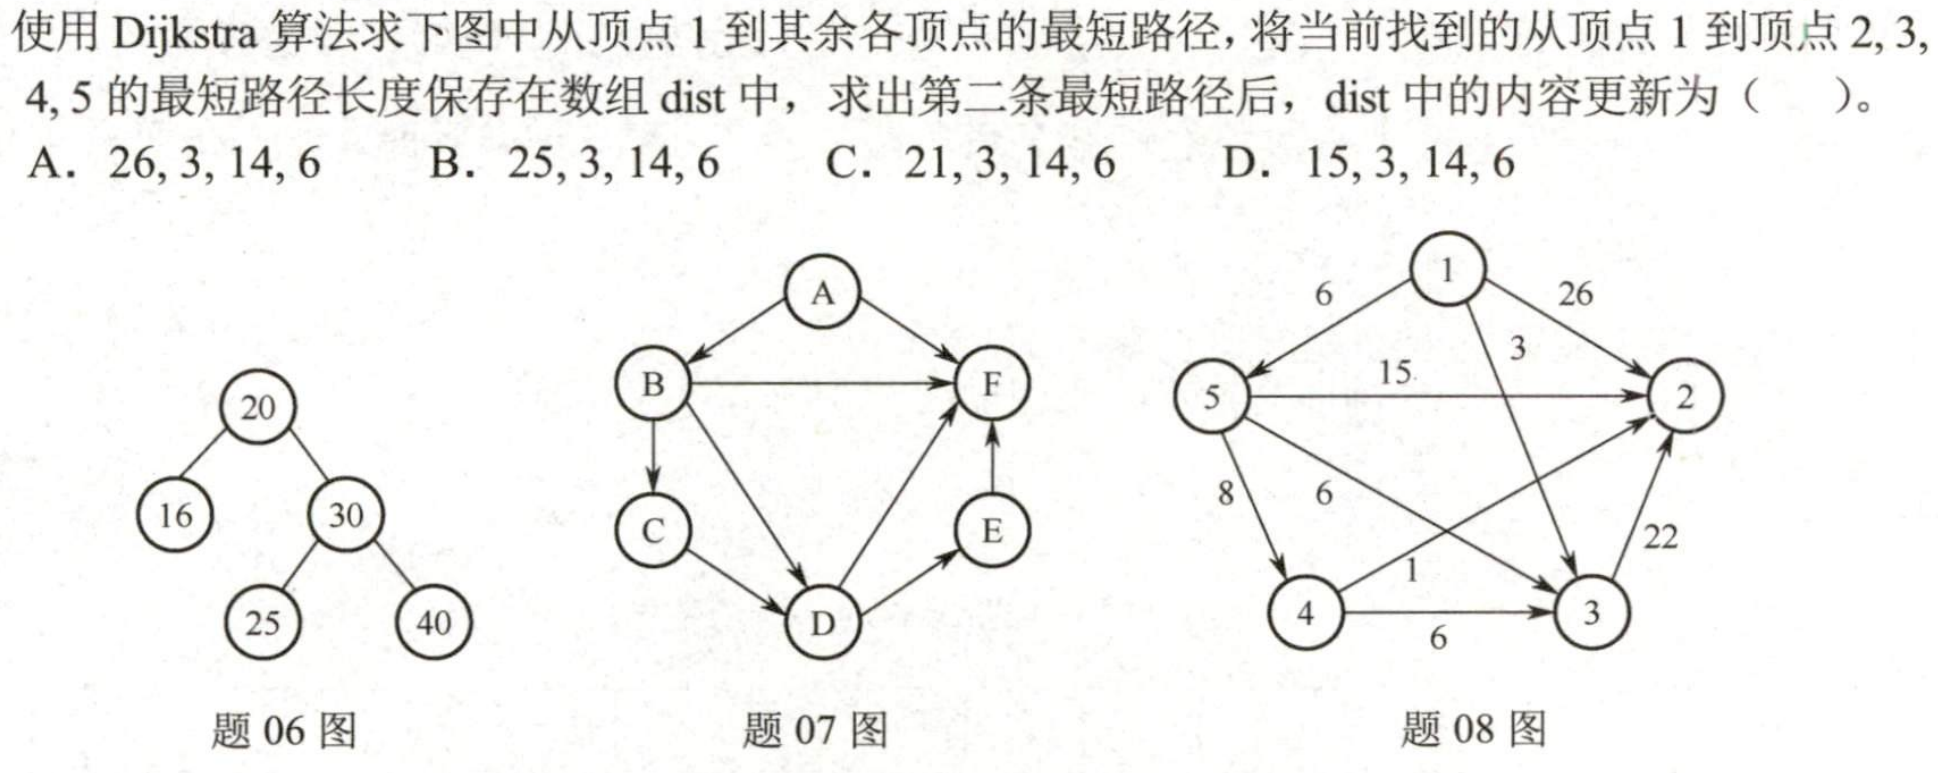 使用 Dijkstra 算法求下图中从顶点 1 到其余各顶点的最短路径，将当前找到的从顶点 1 到顶点 2, 3,
4, 5 的最短路径长度保存在数组 dist 中，求出第二条最短路径后，dist 中的内容更新为（ ）。
A. 26, 3, 14, 6 B. 25, 3, 14, 6 C. 21, 3, 14, 6 D. 15, 3, 14, 6
20
16 30
25 40
题 06 图
A
B F
C E
D
题 07 图
1
6 26
3
15
5 2
8 6
22
1
4 3
6
题 08 图